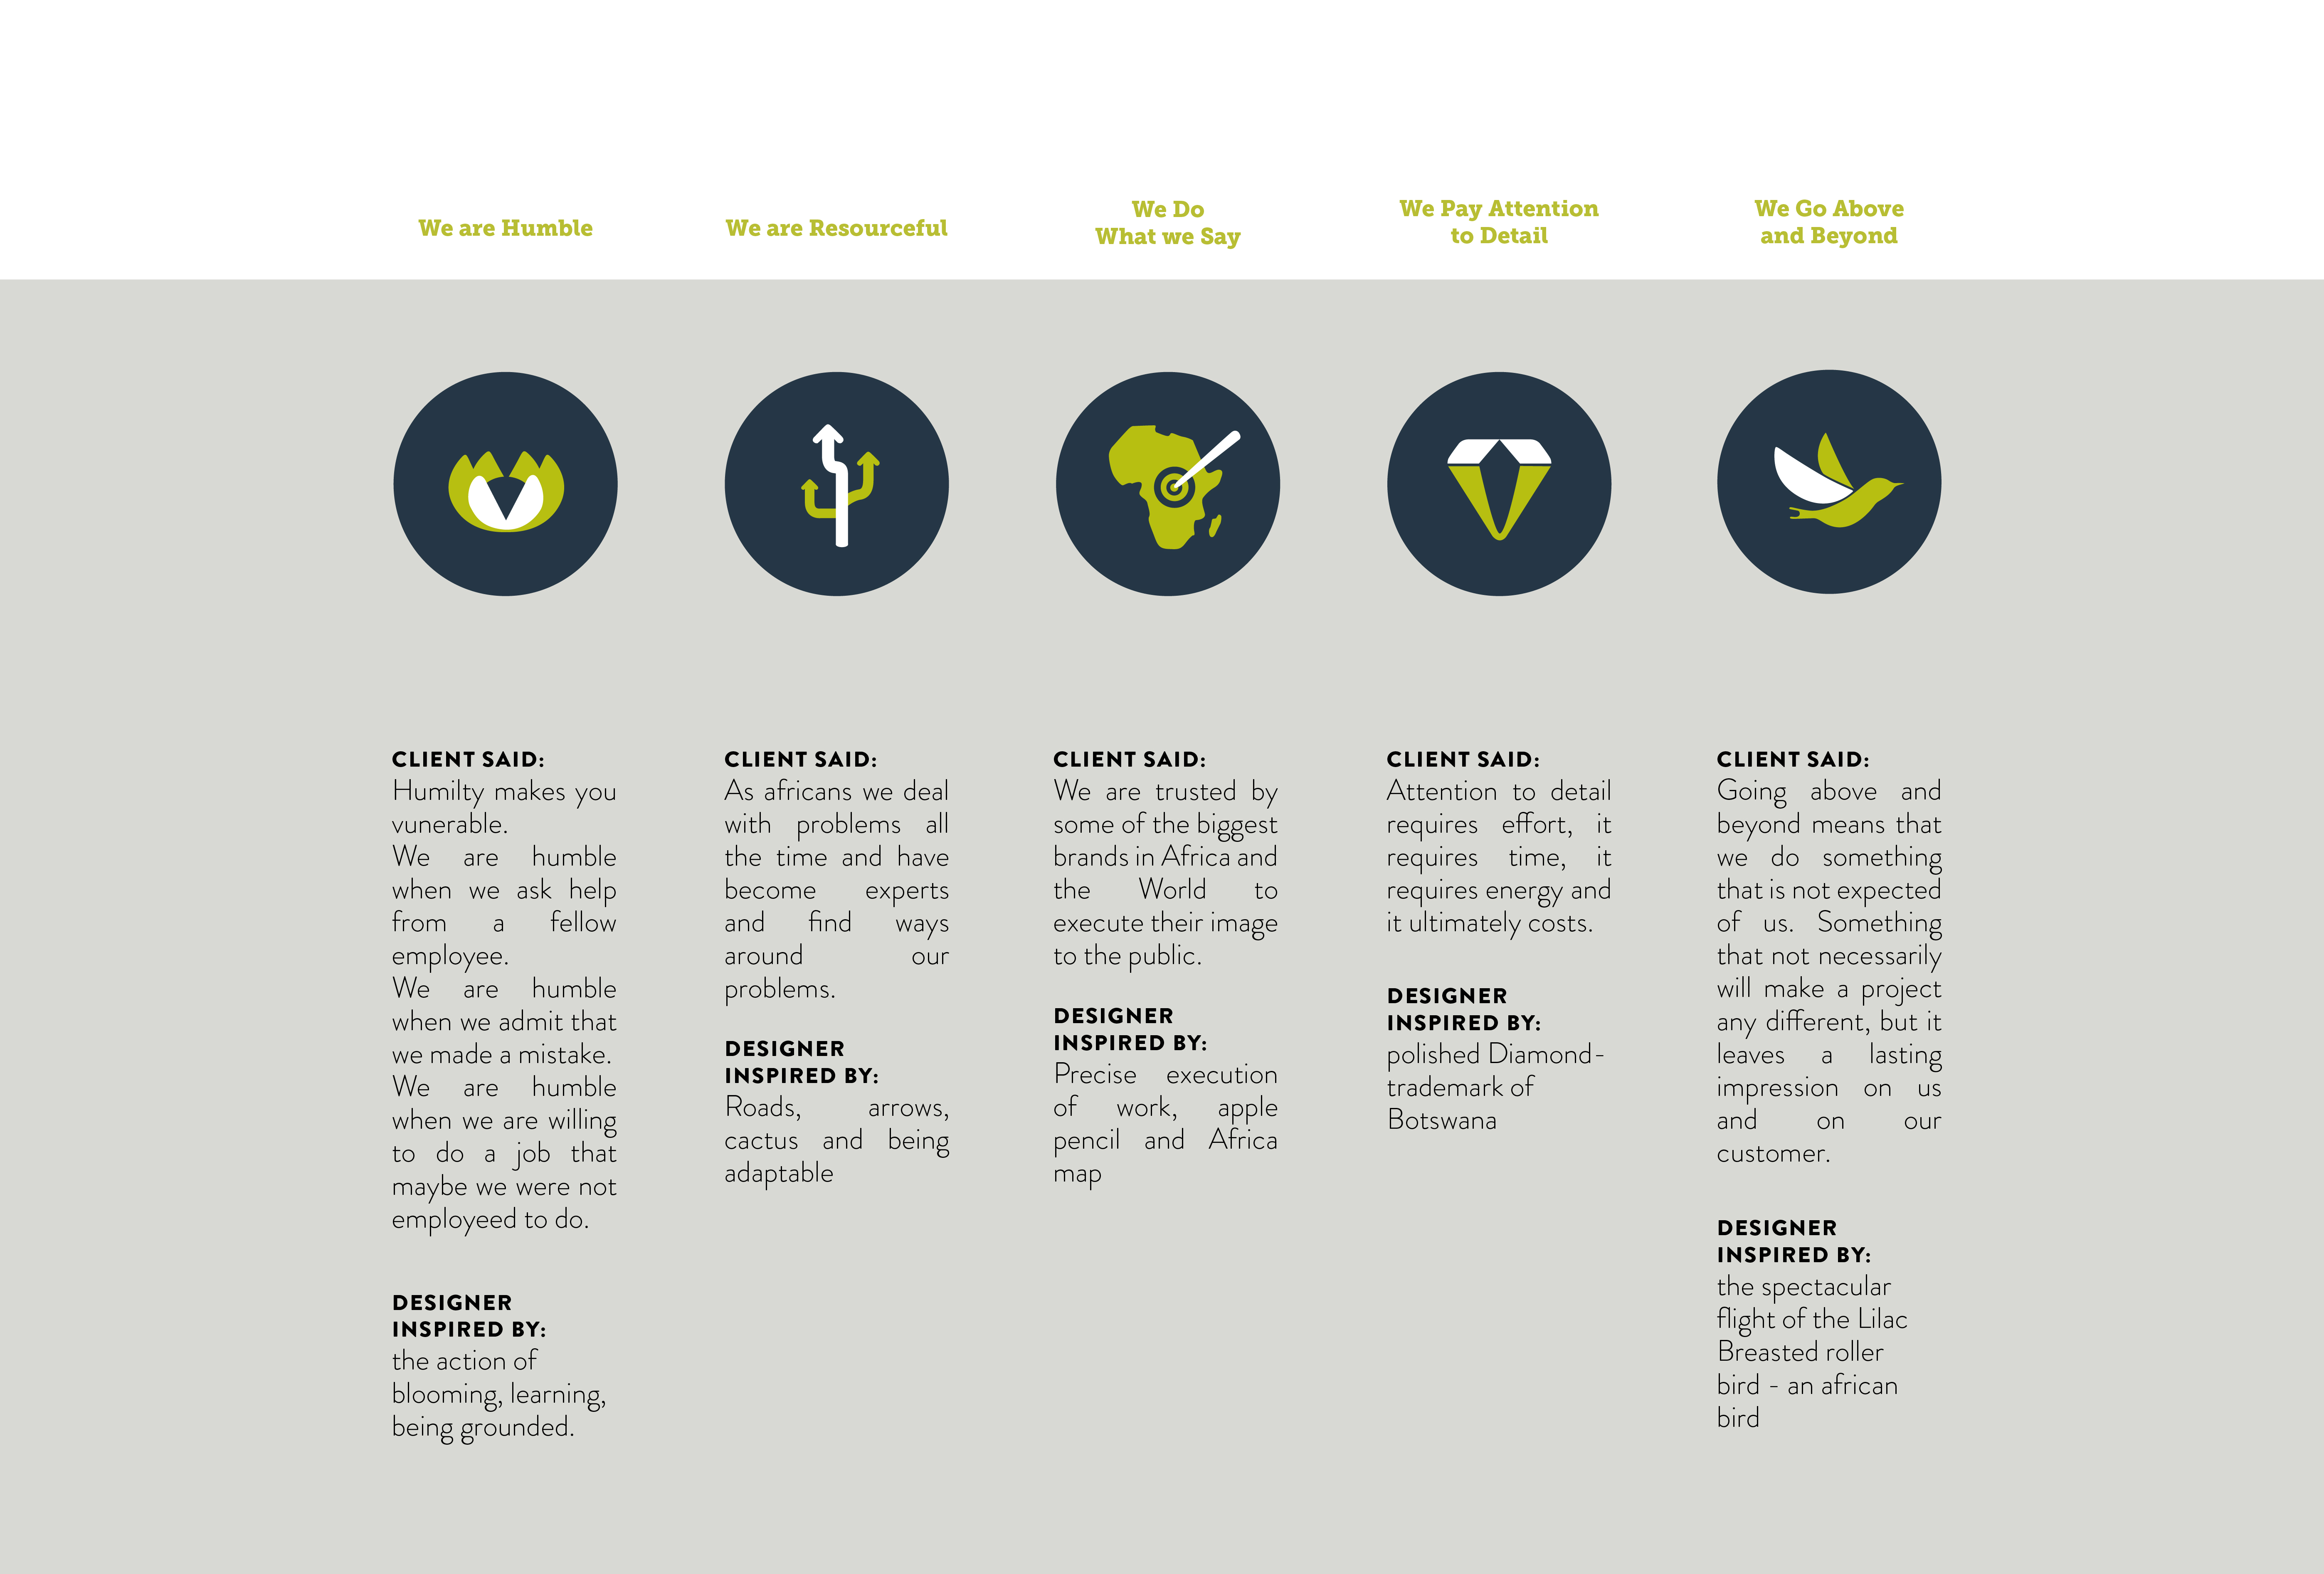 We are Humble
We are Resourceful
We Do
What we Say
We Pay Attention
to Detail
We Go Above
and Beyond
CLIENT SAID:
Humilty makes you
vunerable.
We are humble
when we ask help
from a fellow
employee.
We are humble
when we admit that
we made a mistake.
We are humble
when we are willing
to do a job that
maybe we were not
employeed to do.
DESIGNER
INSPIRED BY:
the action of
blooming, learning,
being grounded.
CLIENT SAID:
As africans we deal
with problems all
the time and have
become experts
and find ways
around our
problems.
DESIGNER
INSPIRED BY:
Roads, arrows,
cactus and being
adaptable
CLIENT SAID:
We are trusted by
some of the biggest
brands in Africa and
the World to
execute their image
to the public.
DESIGNER
INSPIRED BY:
Precise execution
of work, apple
pencil and Africa
map
CLIENT SAID:
Attention to detail
requires effort, it
requires time, it
requires energy and
it ultimately costs.
DESIGNER
INSPIRED BY:
polished Diamond-
trademark of
Botswana
CLIENT SAID:
Going above and
beyond means that
we do something
that is not expected
of us. Something
that not necessarily
will make a project
any different, but it
leaves a lasting
impression on us
and on our
customer.
DESIGNER
INSPIRED BY:
the spectacular
flight of the Lilac
Breasted roller
bird - an african
bird